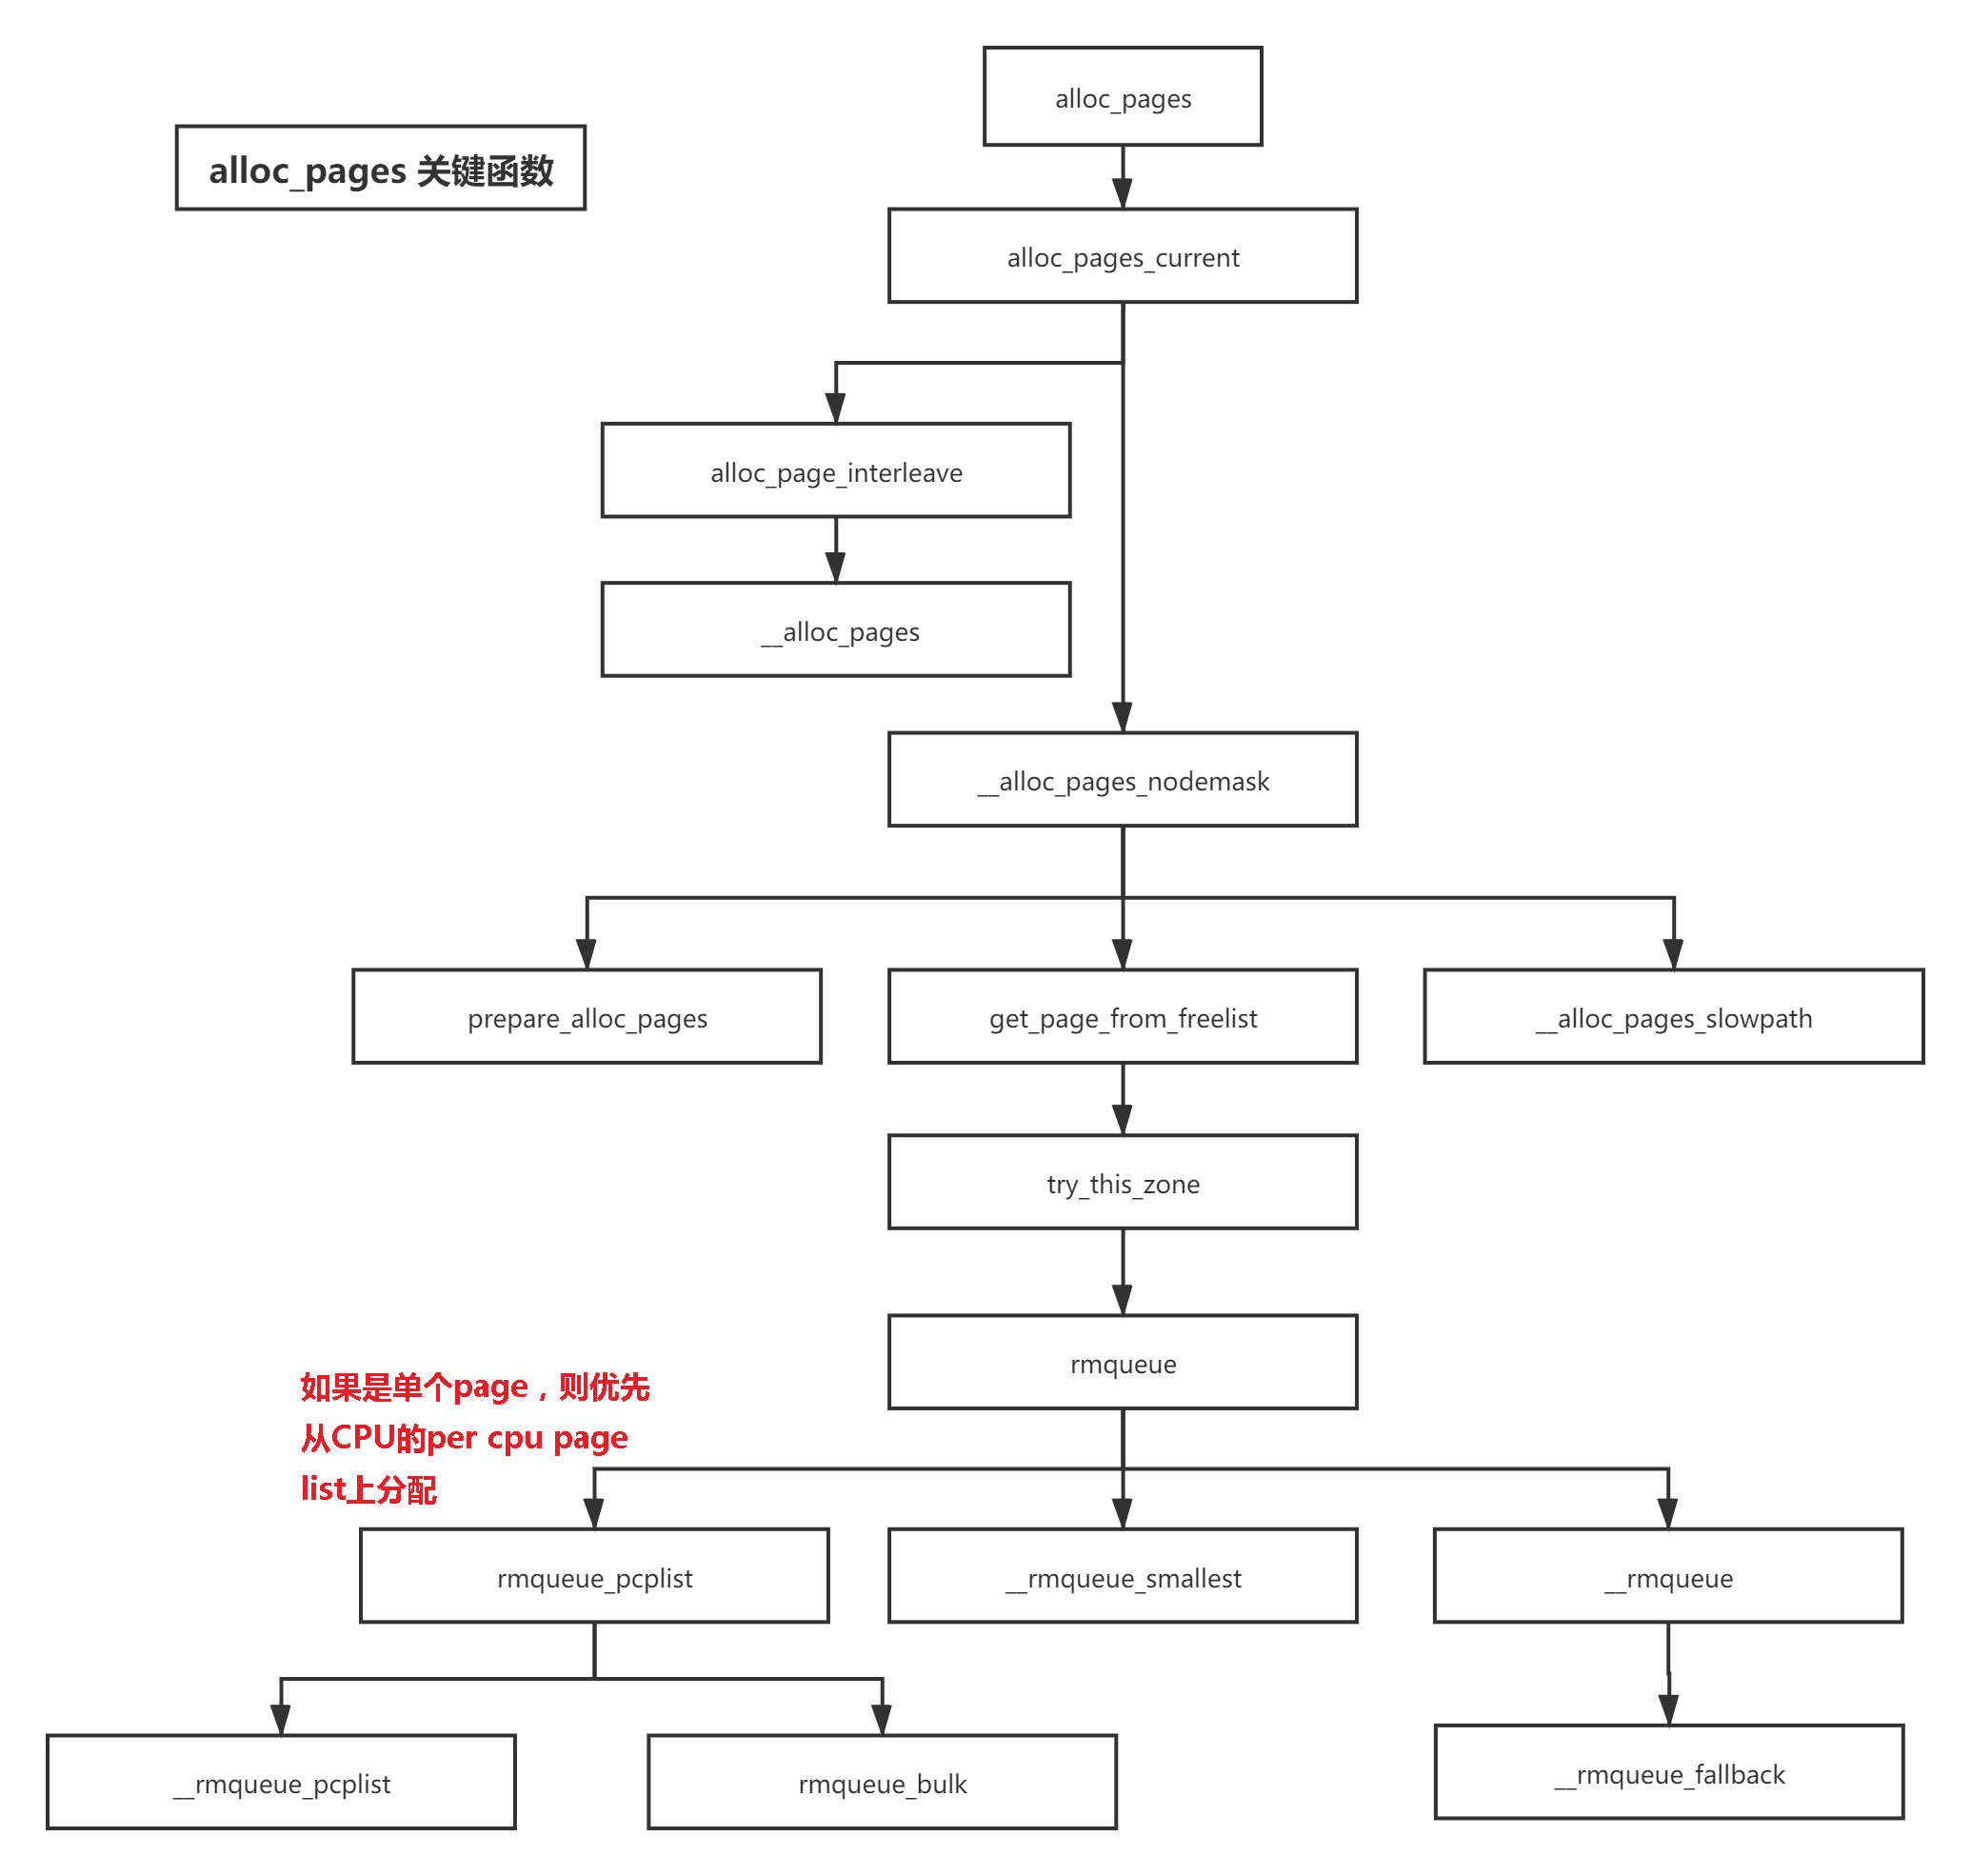 alloc_pages
alloc_pages 关键函数
alloc_pages_current
alloc_page_interleave
__alloc_pages
__alloc_pages_nodemask
prepare_alloc_pages
get_page_from_freelist
__alloc_pages_slowpath
try_this_zone
rmqueue
如果是单个page，则优先
从CPU的per cpu page
list上分配
rmqueue_pcplist
__rmqueue_smallest
__rmqueue
__rmqueue_pcplist
rmqueue_bulk
__rmqueue_fallback